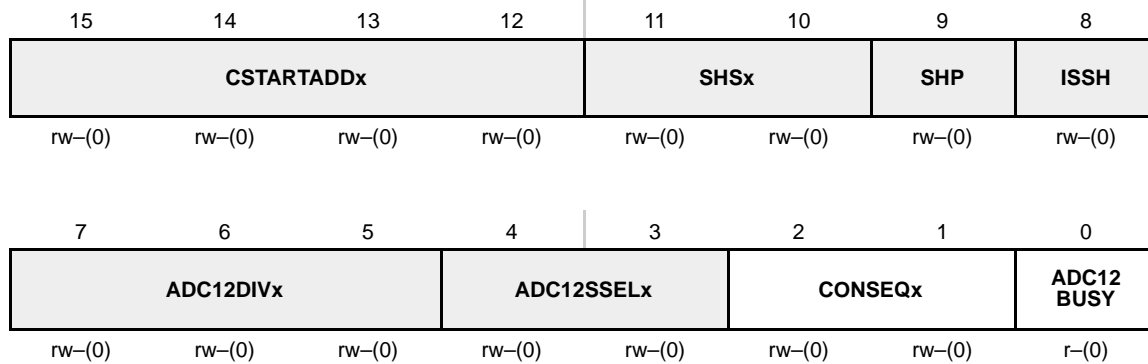 15 14 13 12 11 10 9 8
CSTARTADDx SHSx SHP ISSH
rw–(0) rw–(0) rw–(0) rw–(0) rw–(0) rw–(0) rw–(0) rw–(0)
7 6 5 4 3 2 1 0
ADC12DIVx ADC12SSELx CONSEQx ADC12
BUSY
rw–(0) rw–(0) rw–(0) rw–(0) rw–(0) rw–(0) rw–(0) r–(0)